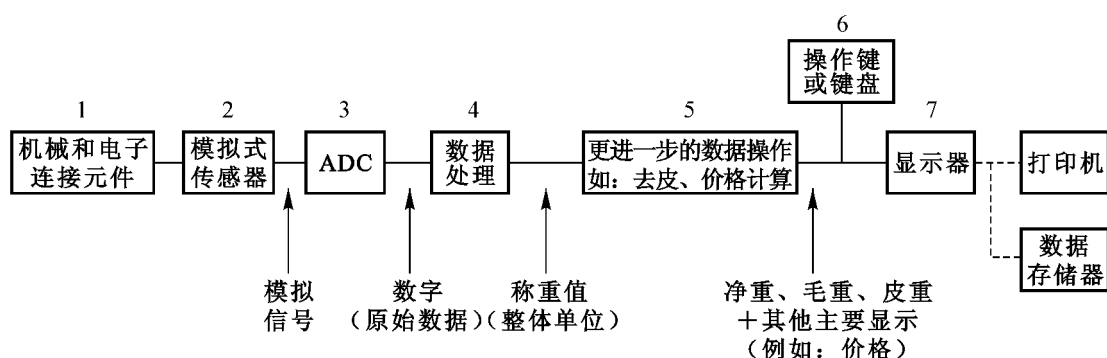 6
操作键
或键盘
1
2
3
4
5
7
机械和电子
连接元件
模拟式
传感器
ADC
数据
处理
更进一步的数据操作
如：去皮、价格计算
显示器
打印机
数据
存储器
模拟
信号
数字
（原始数据）
称重值
（整体单位）
净重、毛重、皮重
＋其他主要显示
（例如：价格）